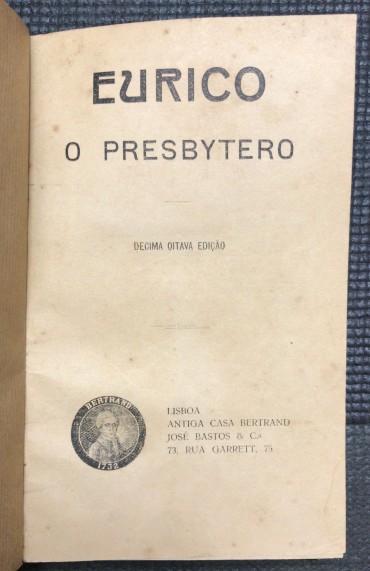 EURICO
O PRESBYTERO
DECIMA OITAVA EDIÇÃO
BERTRAND
1732
LISBOA
ANTIGA CASA BERTRAND
JOSÉ BASTOS & C.ª
73, RUA GARRETT, 75